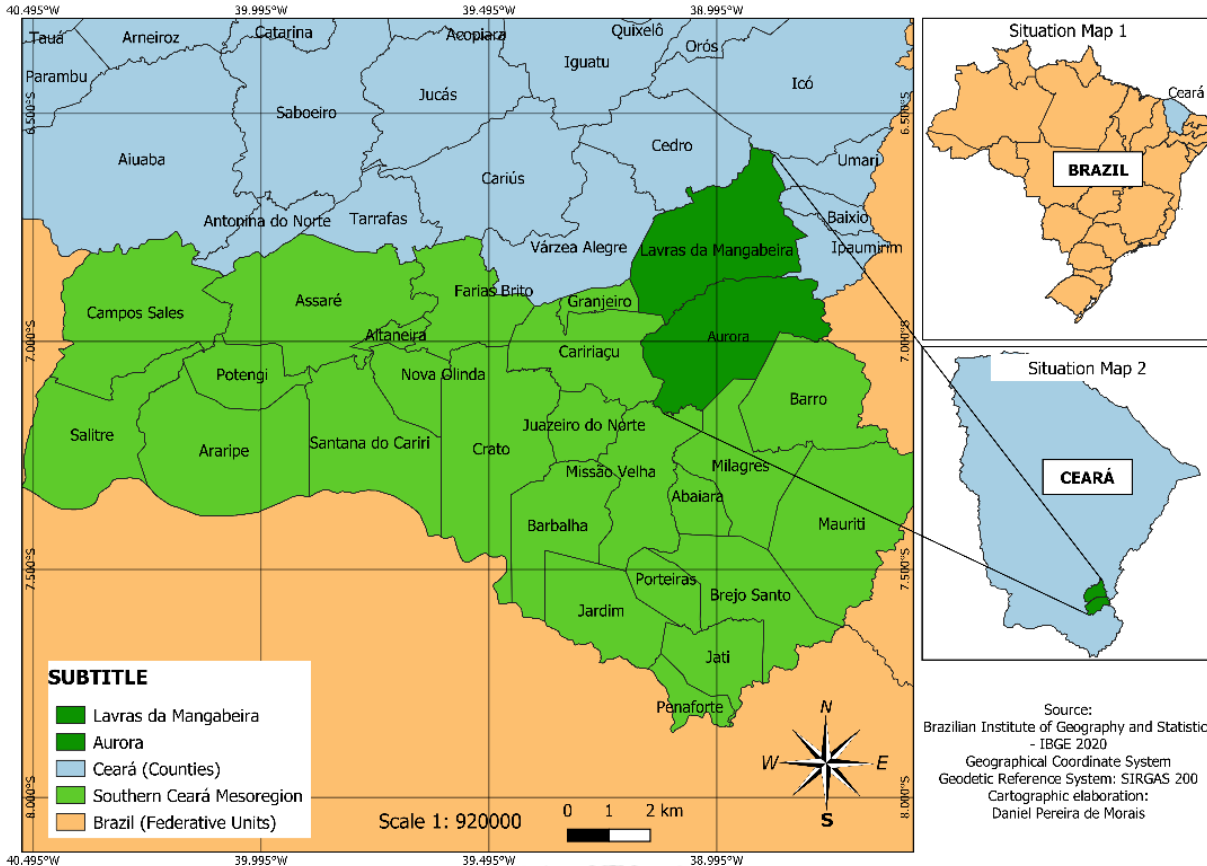 40.495°W
39.995°W
39.495°W
38.995°W
Tauá
Arneiroz
Catarina
Acopiara
Quixelô
Orós
Parambu
Iguatu
Icó
Jucás
Saboeiro
6.500°S
6.500°S
Aiuaba
Cedro
Umari
Cariús
Antonina do Norte
Tarrafas
Baixio
Várzea Alegre
Lavras da Mangabeira
Ipaumirim
Campos Sales
Assaré
Farias Brito
Granjeiro
Altaneira
Aurora
7.000°S
7.000°S
Caririaçu
Potengi
Nova Olinda
Barro
Salitre
Araripe
Santana do Cariri
Crato
Juazeiro do Norte
Missão Velha
Milagres
Abaiara
Barbalha
Mauriti
7.500°S
7.500°S
Porteiras
Brejo Santo
Jardim
Jati
Penaforte
8.000°S
8.000°S
SUBTITLE
Lavras da Mangabeira
Aurora
Ceará (Counties)
Southern Ceará Mesoregion
Brazil (Federative Units)
Scale 1: 920000
0 1 2 km
N
W E
S
40.495°W
39.995°W
39.495°W
38.995°W
Situation Map 1
Ceará
BRAZIL
Situation Map 2
CEARÁ
Source:
Brazilian Institute of Geography and Statistic
- IBGE 2020
Geographical Coordinate System
Geodetic Reference System: SIRGAS 200
Cartographic elaboration:
Daniel Pereira de Morais